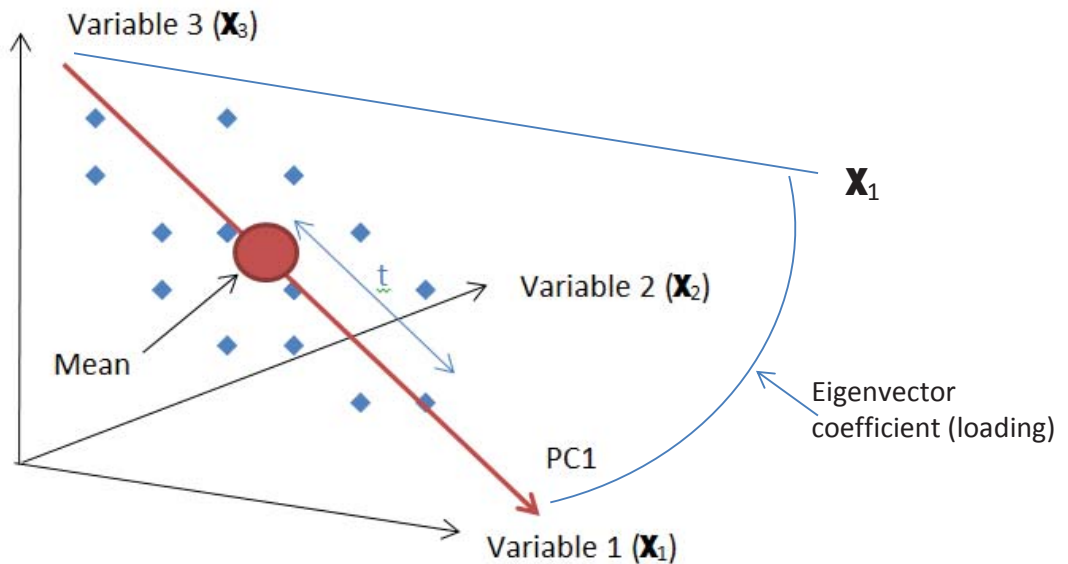 Variable 3 (X3)
X1
t
Variable 2 (X2)
Mean
Eigenvector
coefficient (loading)
PC1
Variable 1 (X1)